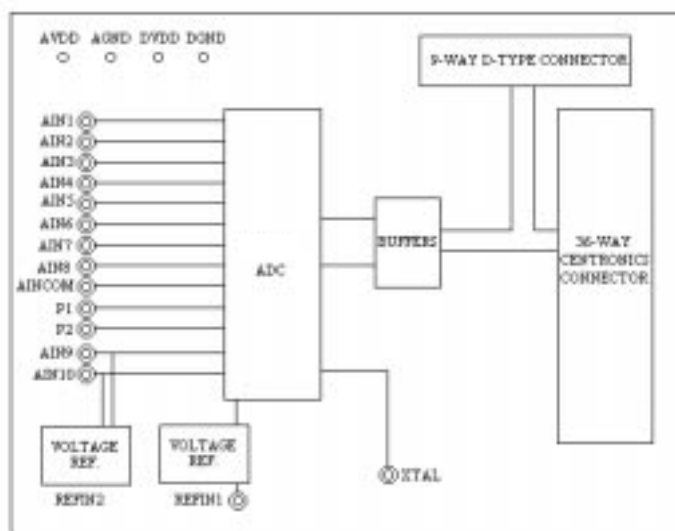 AVDD AGND DVDD DGND
9-WAY D-TYPE CONNECTOR
AIN1
AIN2
AIN3
AIN4
AIN5
AIN6
AIN7
AIN8
AINCOM
P1
P2
AIN9
AIN10
ADC
BUFFERS
36-WAY
CENTRONICS
CONNECTOR
VOLTAGE
REF.
REFIN2
VOLTAGE
REF.
REFIN1
XTAL